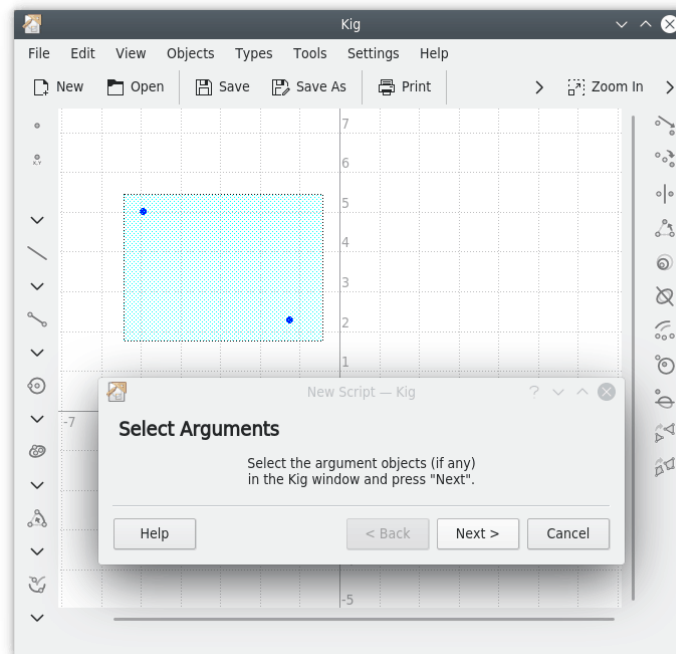 Kig
File Edit View Objects Types Tools Settings Help
New Open Save Save As Print Zoom In
x,y
7
6
5
4
3
2
1
-7
New Script — Kig
?
Select Arguments
Select the argument objects (if any)
in the Kig window and press "Next".
Help < Back Next > Cancel
-5